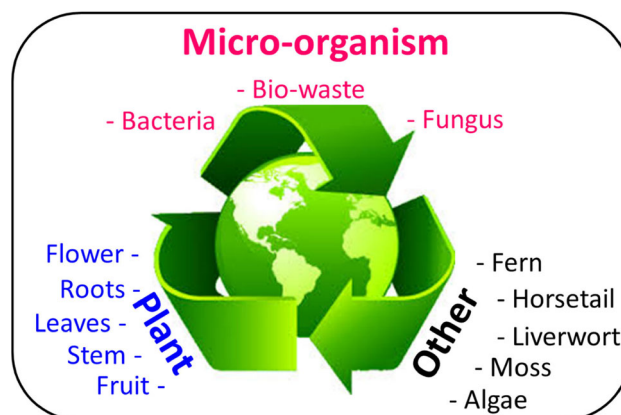 Micro-organism
- Bio-waste
- Bacteria
- Fungus
Flower -
Roots -
Leaves -
Stem -
Fruit -
Plant
Other
- Fern
- Horsetail
- Liverwort
- Moss
- Algae